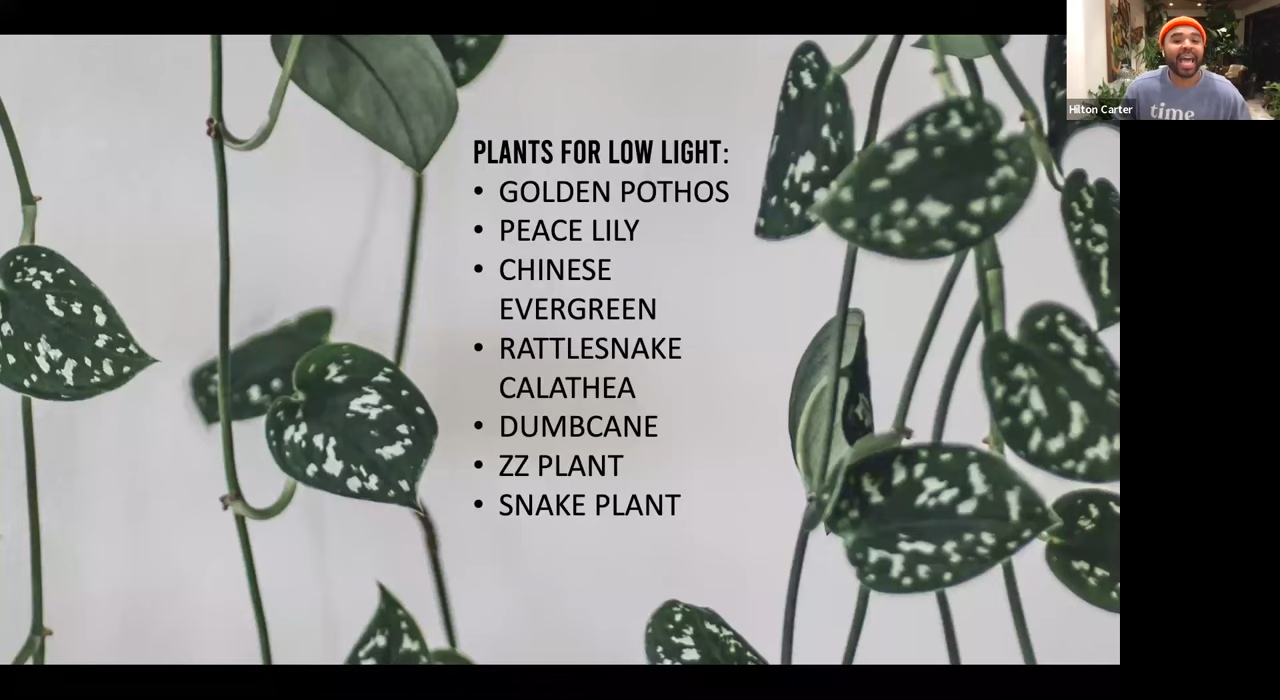 PLANTS FOR LOW LIGHT:
• GOLDEN POTHOS
• PEACE LILY
• CHINESE
EVERGREEN
• RATTLESNAKE
CALATHEA
• DUMBCANE
• ZZ PLANT
• SNAKE PLANT
Hilton Carter
time